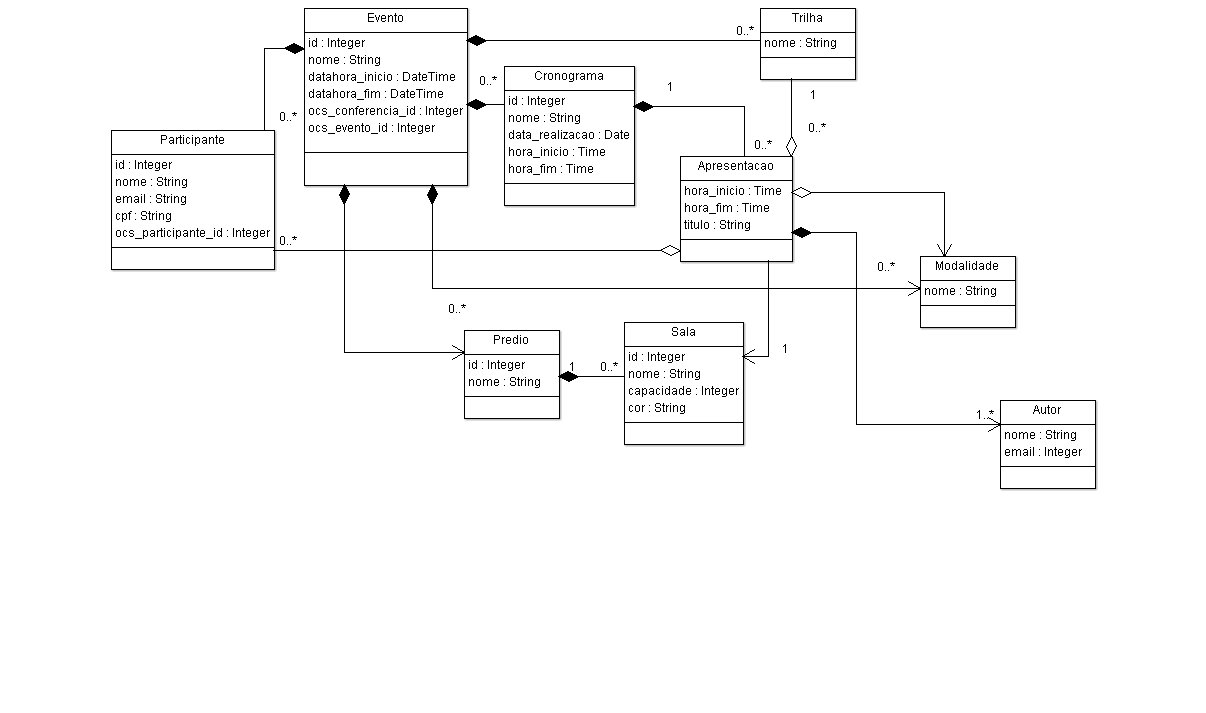 Evento
id : Integer
nome : String
datahora_inicio : DateTime
datahora_fim : DateTime
ocs_conferencia_id : Integer
ocs_evento_id : Integer
0..*
Trilha
nome : String
0..*
Cronograma
id : Integer
nome : String
data_realizacao : Date
hora_inicio : Time
hora_fim : Time
1
1
0..*
0..*
0..*
Participante
id : Integer
nome : String
email : String
cpf : String
ocs_participante_id : Integer
0..*
Apresentacao
hora_inicio : Time
hora_fim : Time
titulo : String
0..*
Modalidade
nome : String
0..*
Predio
id : Integer
nome : String
1
0..*
Sala
id : Integer
nome : String
capacidade : Integer
cor : String
1
1..*
Autor
nome : String
email : Integer